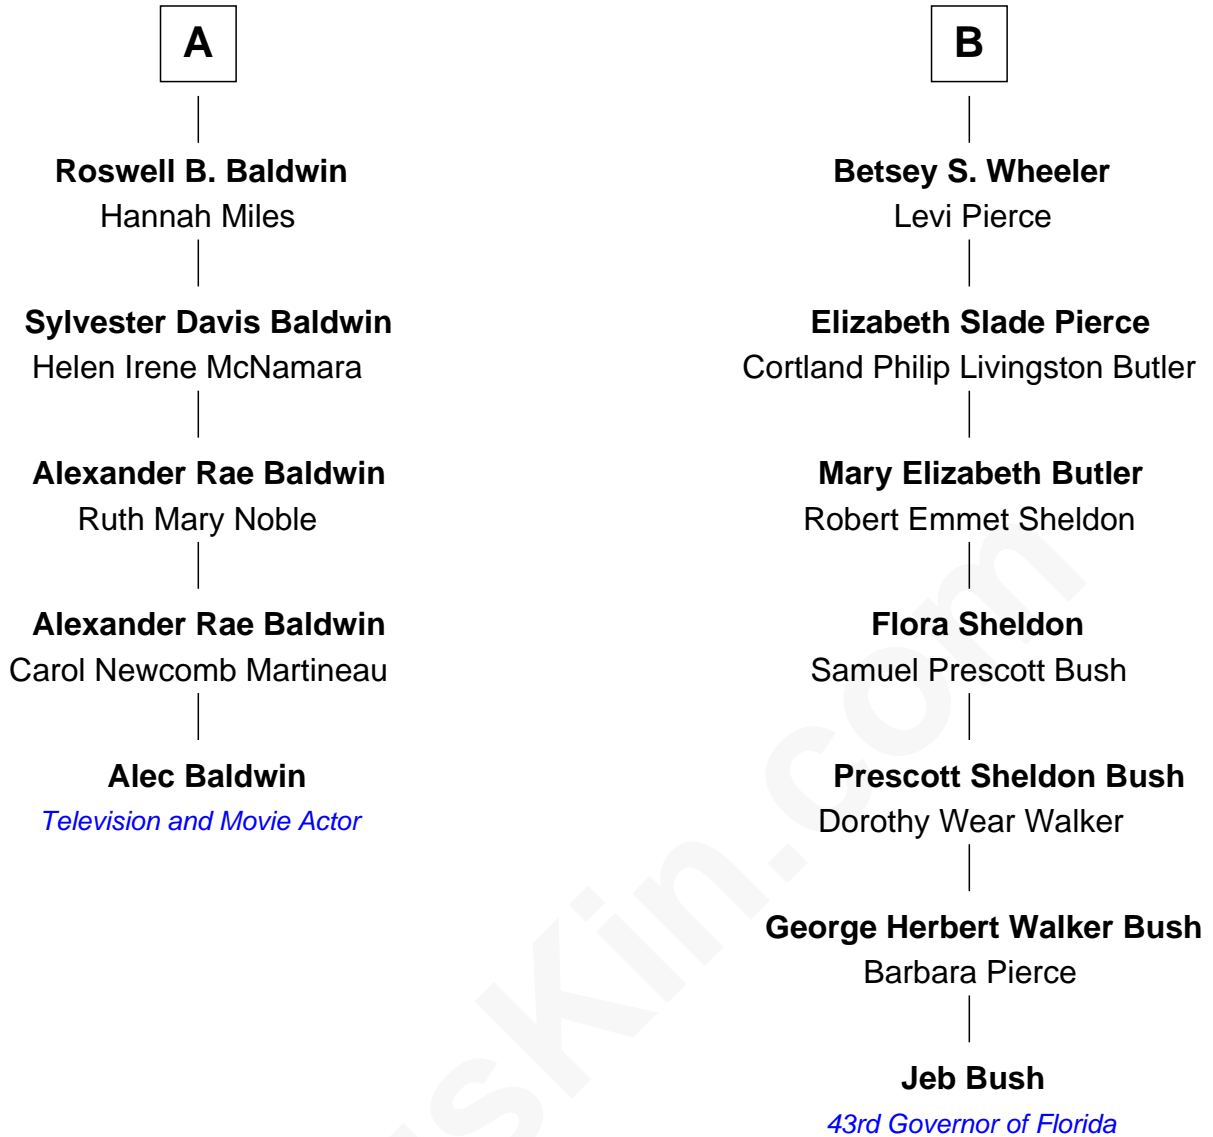 A
Roswell B. Baldwin
Hannah Miles
Sylvester Davis Baldwin
Helen Irene McNamara
Alexander Rae Baldwin
Ruth Mary Noble
Alexander Rae Baldwin
Carol Newcomb Martineau
Alec Baldwin
Television and Movie Actor
B
Betsey S. Wheeler
Levi Pierce
Elizabeth Slade Pierce
Cortland Philip Livingston Butler
Mary Elizabeth Butler
Robert Emmet Sheldon
Flora Sheldon
Samuel Prescott Bush
Prescott Sheldon Bush
Dorothy Wear Walker
George Herbert Walker Bush
Barbara Pierce
Jeb Bush
43rd Governor of Florida